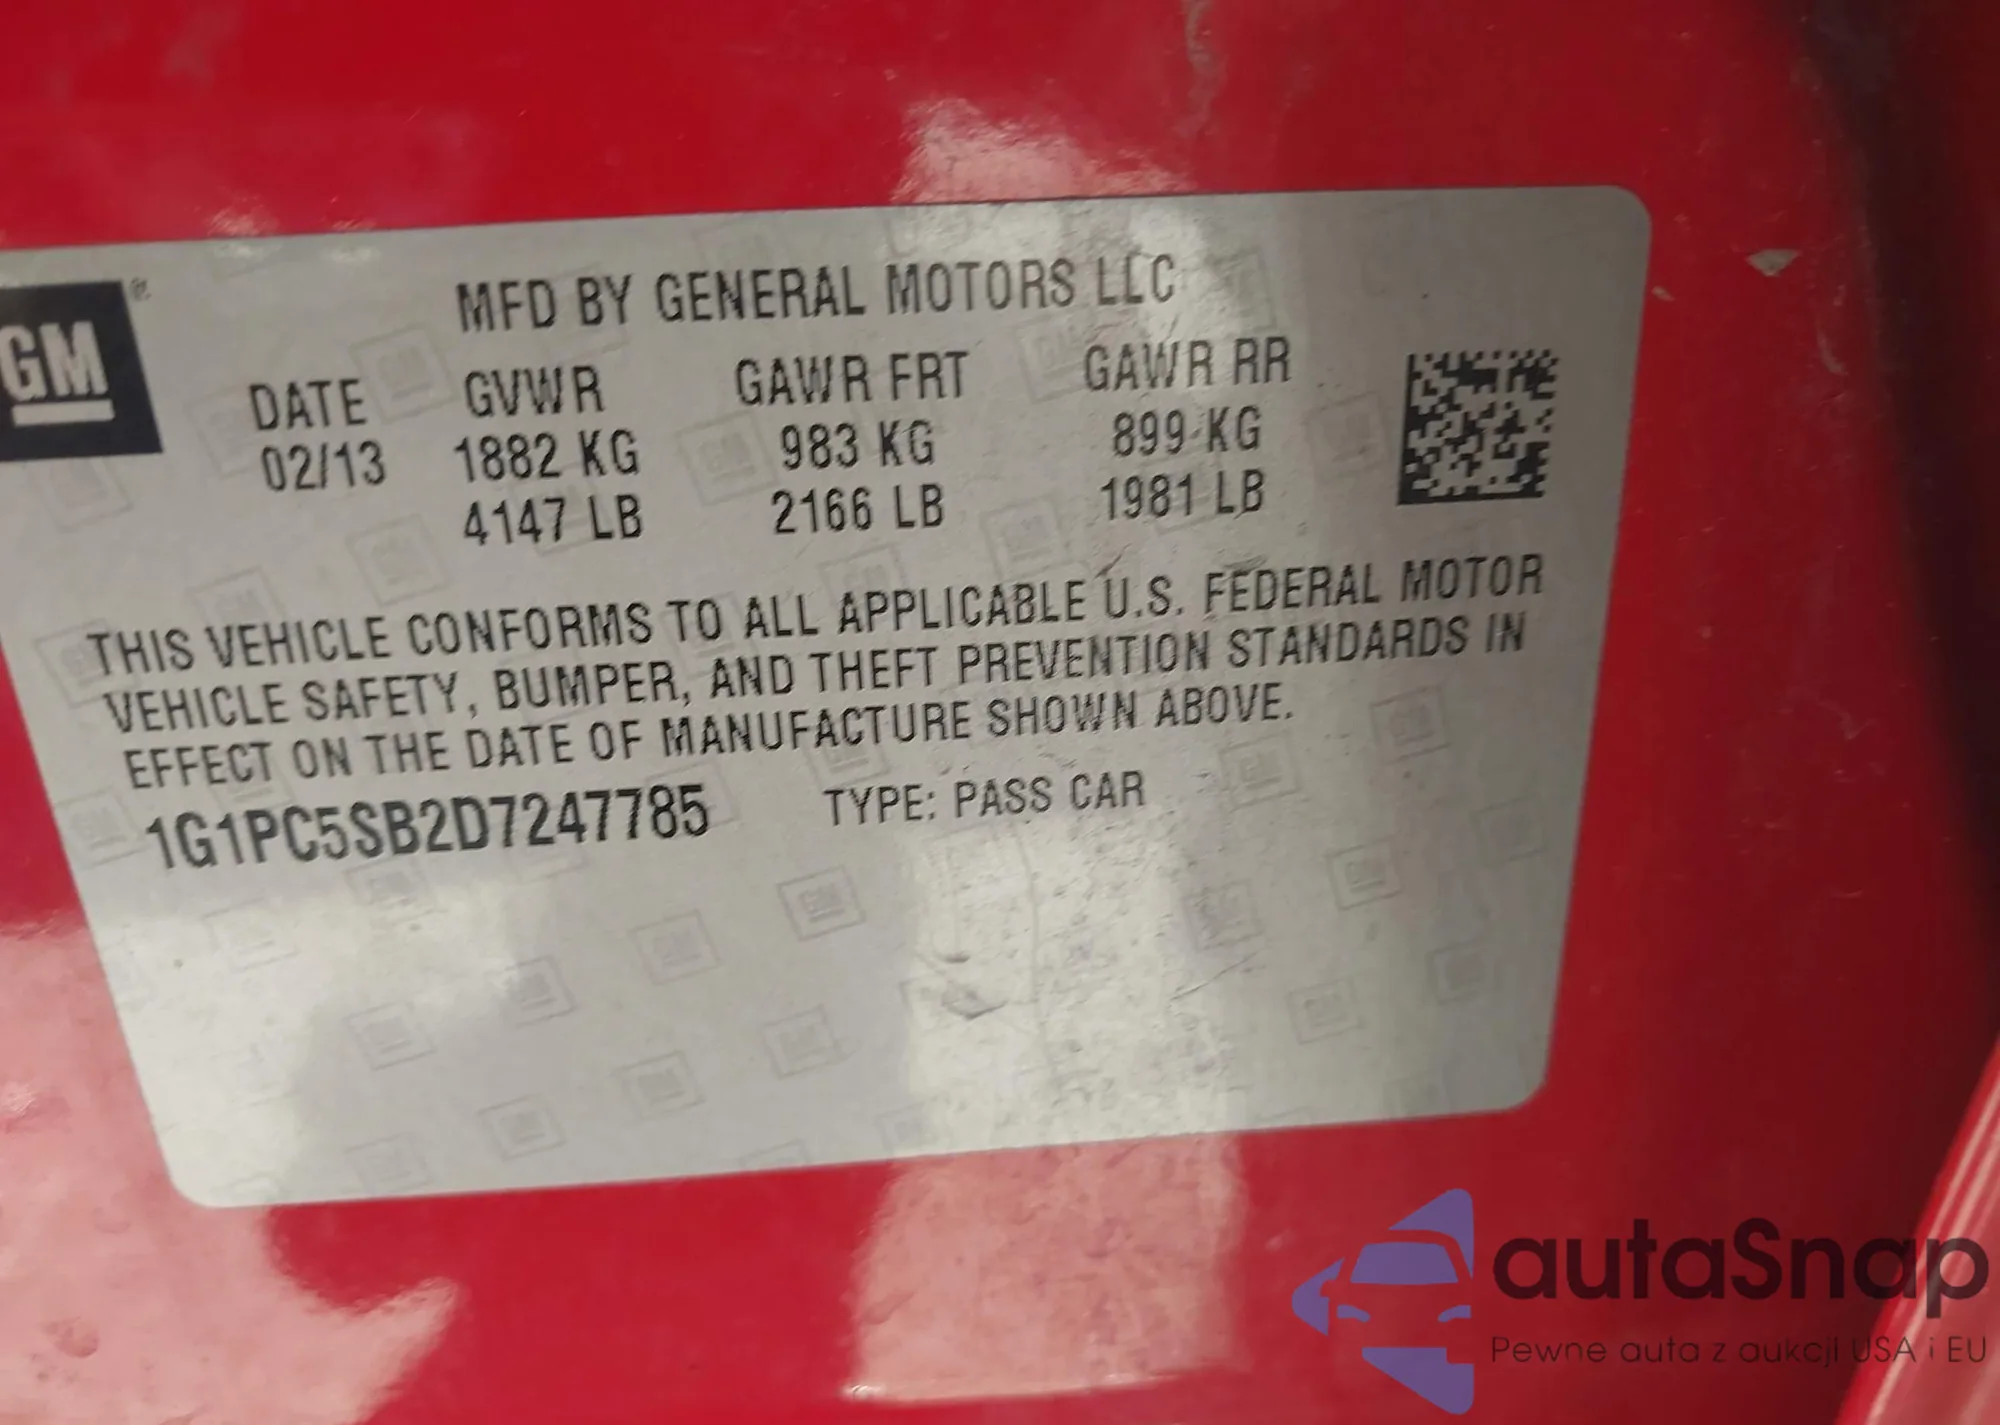 GM ®
MFD BY GENERAL MOTORS LLC
DATE GVWR GAWR FRT GAWR RR
02/13 1882 KG 983 KG 899 KG
4147 LB 2166 LB 1981 LB
THIS VEHICLE CONFORMS TO ALL APPLICABLE U.S. FEDERAL MOTOR
VEHICLE SAFETY, BUMPER, AND THEFT PREVENTION STANDARDS IN
EFFECT ON THE DATE OF MANUFACTURE SHOWN ABOVE.
1G1PC5SB2D7247785 TYPE: PASS CAR
autaSnap
Pewne auta z aukcji USA i EU